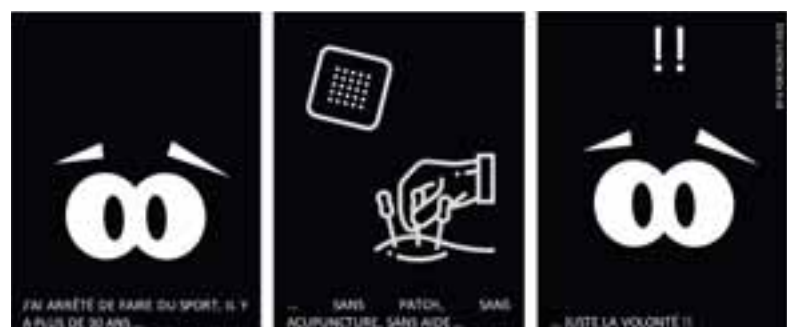 J'AI ARRÊTÉ DE FAIRE DU SPORT, IL Y
A PLUS DE 30 ANS ...
... SANS PATCH, SANS
ACUPUNCTURE, SANS AIDE ...
!!
... JUSTE LA VOLONTÉ !!